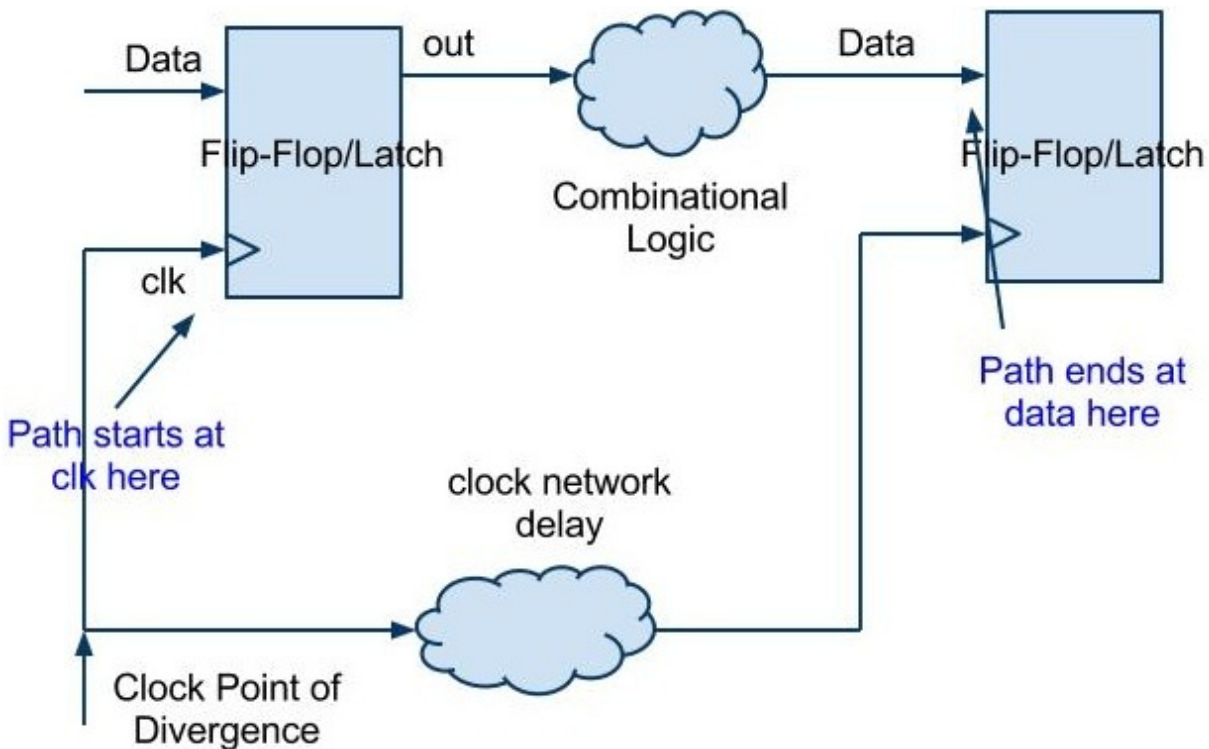 Data
out
Data
Flip-Flop/Latch
Flip-Flop/Latch
Combinational
Logic
clk
Path starts at
clk here
Path ends at
data here
clock network
delay
Clock Point of
Divergence